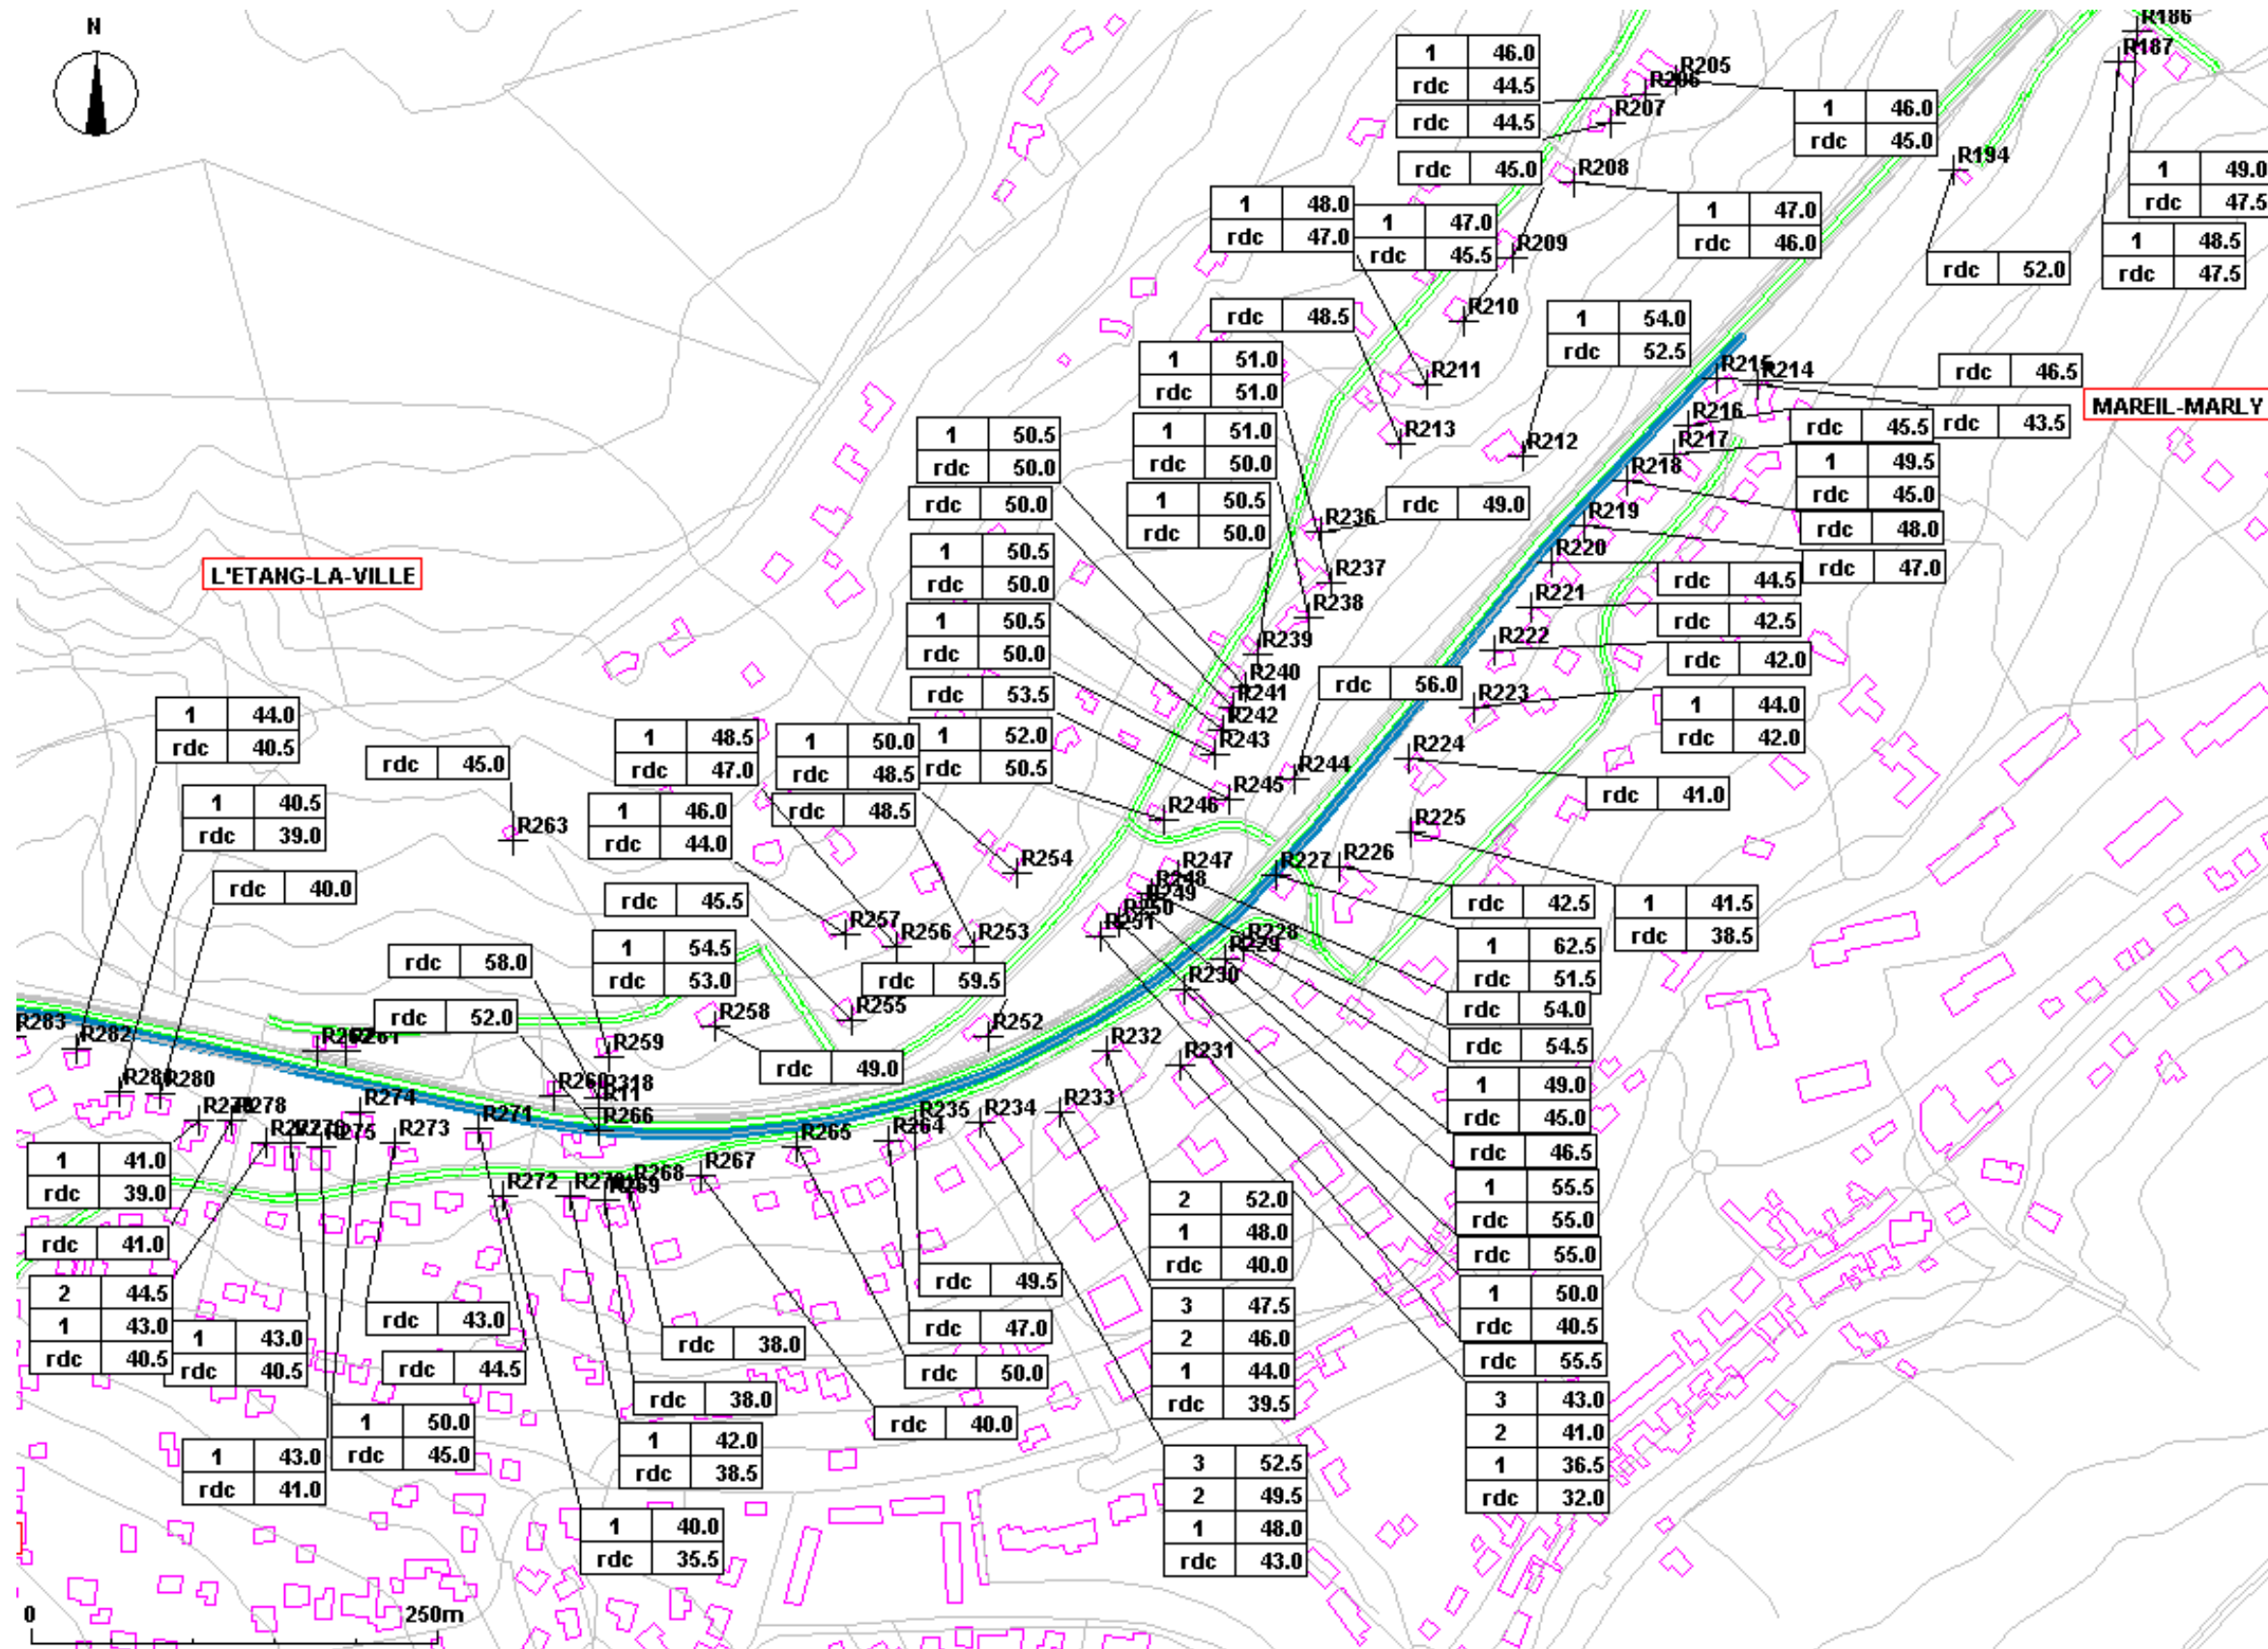 N
R186
R187
1 46.0
rdc 44.5
rdc 44.5
R205
R206
R207
1 46.0
rdc 45.0
R194
rdc 45.0
R208
1 49.0
rdc 47.5
1 48.0
rdc 47.0
1 47.0
rdc 45.5
1 47.0
rdc 46.0
R209
1 48.5
rdc 47.5
rdc 52.0
R210
rdc 48.5
1 54.0
rdc 52.5
1 51.0
rdc 51.0
R211
R215
R214
rdc 46.5
MAREIL-MARLY
1 50.5
rdc 50.0
1 51.0
rdc 50.0
R213
R212
R216
R217
rdc 45.5
rdc 43.5
R218
1 49.5
rdc 45.0
rdc 50.0
1 50.5
rdc 50.0
rdc 49.0
R236
R219
rdc 48.0
1 50.5
rdc 50.0
R220
rdc 47.0
L'ETANG-LA-VILLE
R237
rdc 44.5
R238
R221
rdc 42.5
1 50.5
rdc 50.0
R239
R222
rdc 42.0
R240
rdc 56.0
rdc 53.5
R241
R223
1 44.0
rdc 42.0
1 44.0
rdc 40.5
R242
R243
rdc 45.0
1 48.5
rdc 47.0
1 50.0
rdc 48.5
1 52.0
rdc 50.5
R244
R224
R245
rdc 41.0
1 40.5
rdc 39.0
R263
1 46.0
rdc 44.0
rdc 48.5
R246
R225
R254
R247
R248
R249
R250
R251
R227
R226
rdc 40.0
rdc 45.5
rdc 42.5
1 41.5
rdc 38.5
R257
R256
R253
R228
R229
1 62.5
rdc 51.5
rdc 58.0
1 54.5
rdc 53.0
rdc 59.5
R230
rdc 54.0
rdc 52.0
R258
R255
R252
R283
R282
R261
R259
rdc 49.0
R232
R231
rdc 54.5
R280
R260
R318
R11
1 49.0
rdc 45.0
R278
R274
R271
R266
R235
R234
R233
R275
R273
R265
R264
rdc 46.5
1 41.0
rdc 39.0
R272
R268
R267
R269
2 52.0
1 48.0
rdc 40.0
1 55.5
rdc 55.0
rdc 41.0
rdc 55.0
rdc 49.5
2 44.5
1 43.0
rdc 40.5
1 43.0
rdc 40.5
rdc 43.0
rdc 38.0
rdc 47.0
3 47.5
2 46.0
1 44.0
rdc 39.5
1 50.0
rdc 40.5
rdc 44.5
rdc 50.0
rdc 55.5
rdc 38.0
1 50.0
rdc 45.0
1 42.0
rdc 38.5
rdc 40.0
3 43.0
2 41.0
1 36.5
rdc 32.0
1 43.0
rdc 41.0
3 52.5
2 49.5
1 48.0
rdc 43.0
1 40.0
rdc 35.5
0 250m